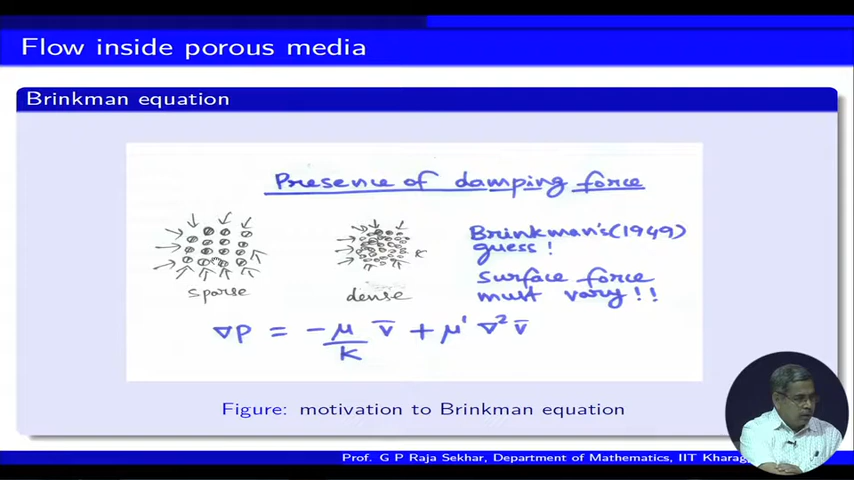 Flow inside porous media
Brinkman equation
Presence of damping force
Brinkman's (1949)
guess !
sparse
dense
K
surface force
must vary !!
∇P = - μ/K v̄ + μ' ∇² v̄
Figure: motivation to Brinkman equation
Prof. G P Raja Sekhar, Department of Mathematics, IIT Kharag